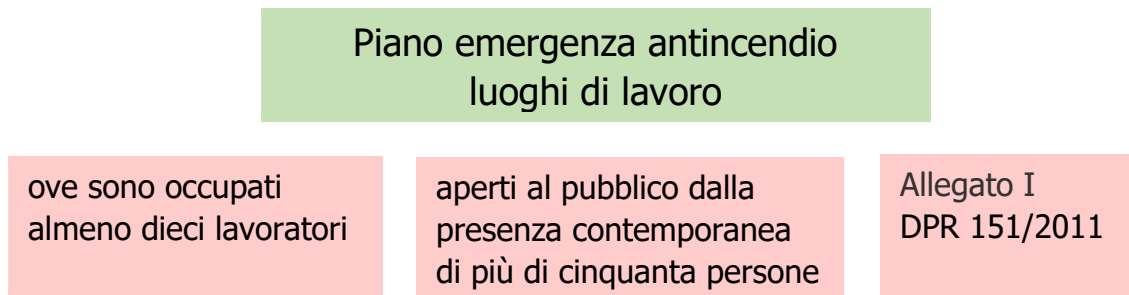 Piano emergenza antincendio
luoghi di lavoro
ove sono occupati
almeno dieci lavoratori
aperti al pubblico dalla
presenza contemporanea
di più di cinquanta persone
Allegato I
DPR 151/2011